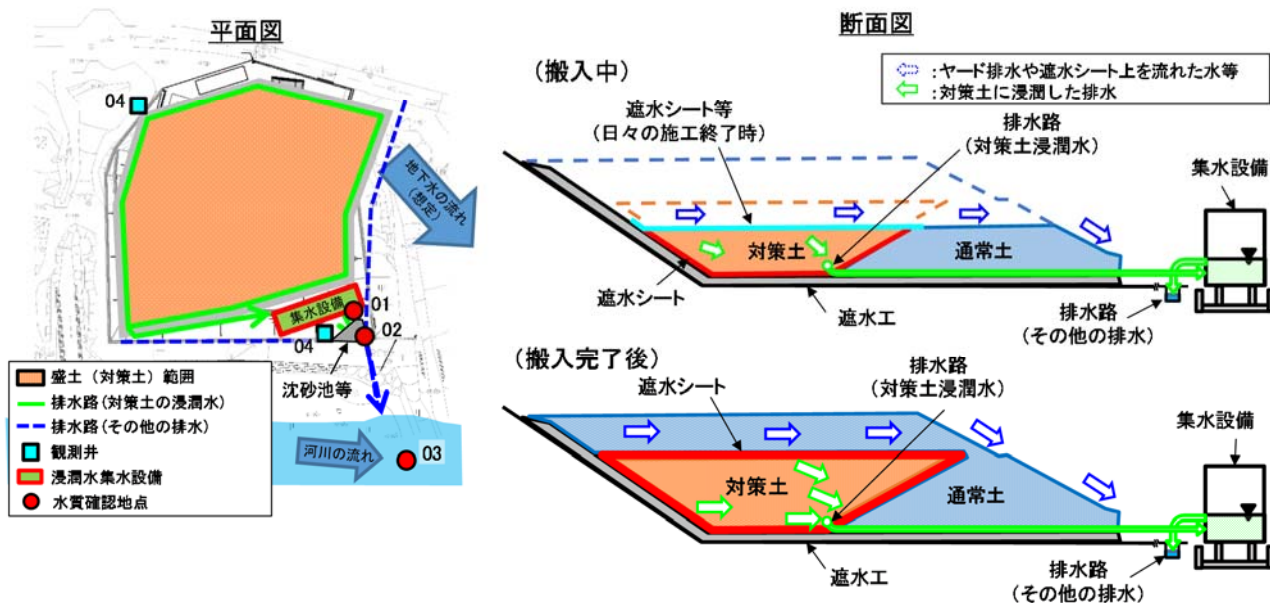 平面図
04
地下水の流れ
(想定)
集水設備
01
02
04
沈砂池等
盛土（対策土）範囲
排水路(対策土の浸潤水)
排水路(その他の排水)
観測井
浸潤水集水設備
水質確認地点
河川の流れ
03
断面図
：ヤード排水や遮水シート上を流れた水等
：対策土に浸潤した排水
（搬入中）
遮水シート等
（日々の施工終了時）
排水路
（対策土浸潤水）
集水設備
対策土
通常土
遮水シート
遮水工
排水路
（その他の排水）
（搬入完了後）
遮水シート
排水路
（対策土浸潤水）
集水設備
対策土
通常土
遮水工
排水路
（その他の排水）